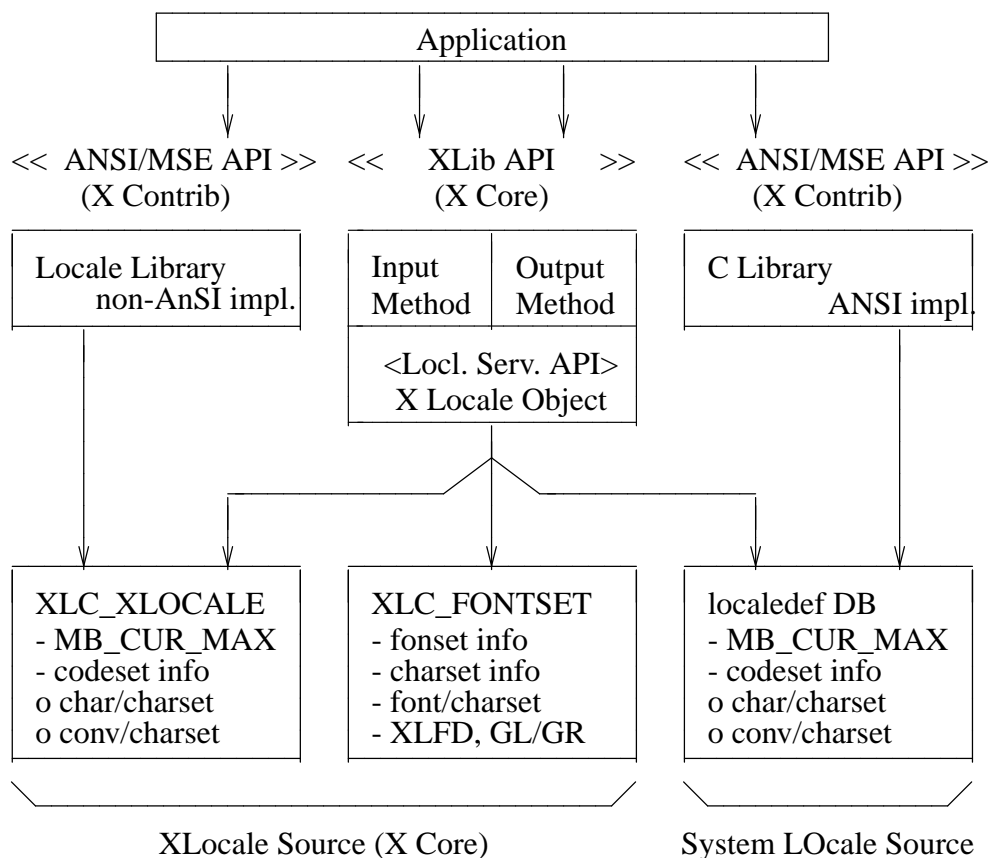 Application
<< ANSI/MSE API >>
(X Contrib)
<< XLib API >>
(X Core)
<< ANSI/MSE API >>
(X Contrib)
Locale Library
non-AnSI impl.
Input
Method
Output
Method
<Locl. Serv. API>
X Locale Object
C Library
ANSI impl.
XLC_XLOCALE
- MB_CUR_MAX
- codeset info
o char/charset
o conv/charset
XLC_FONTSET
- fonset info
- charset info
- font/charset
- XLFD, GL/GR
localedef DB
- MB_CUR_MAX
- codeset info
o char/charset
o conv/charset
XLocale Source (X Core)
System LOcale Source